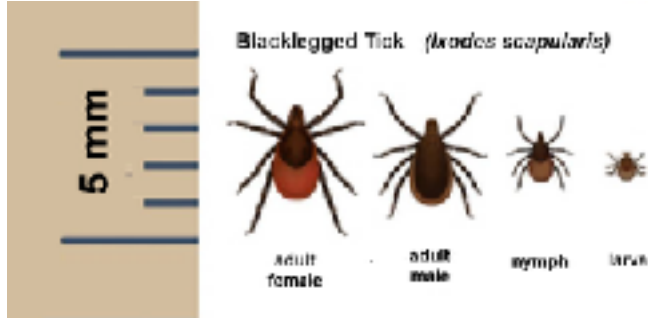 Blacklegged Tick (Ixodes scapularis)
5 mm
adult
female
adult
male
nymph
larva